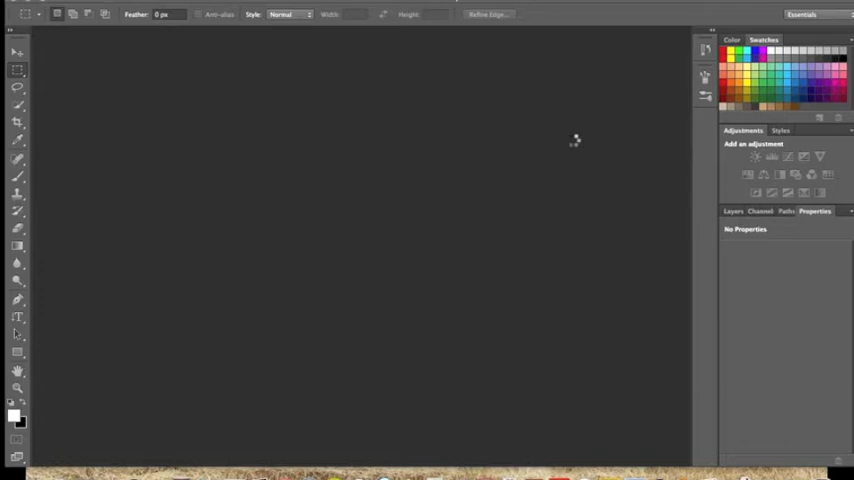 Feather: 0 px Anti-alias Style: Normal Width: Height: Refine Edge... Essentials
Color Swatches
Adjustments Styles
Add an adjustment
Layers Channel Paths Properties
No Properties
T